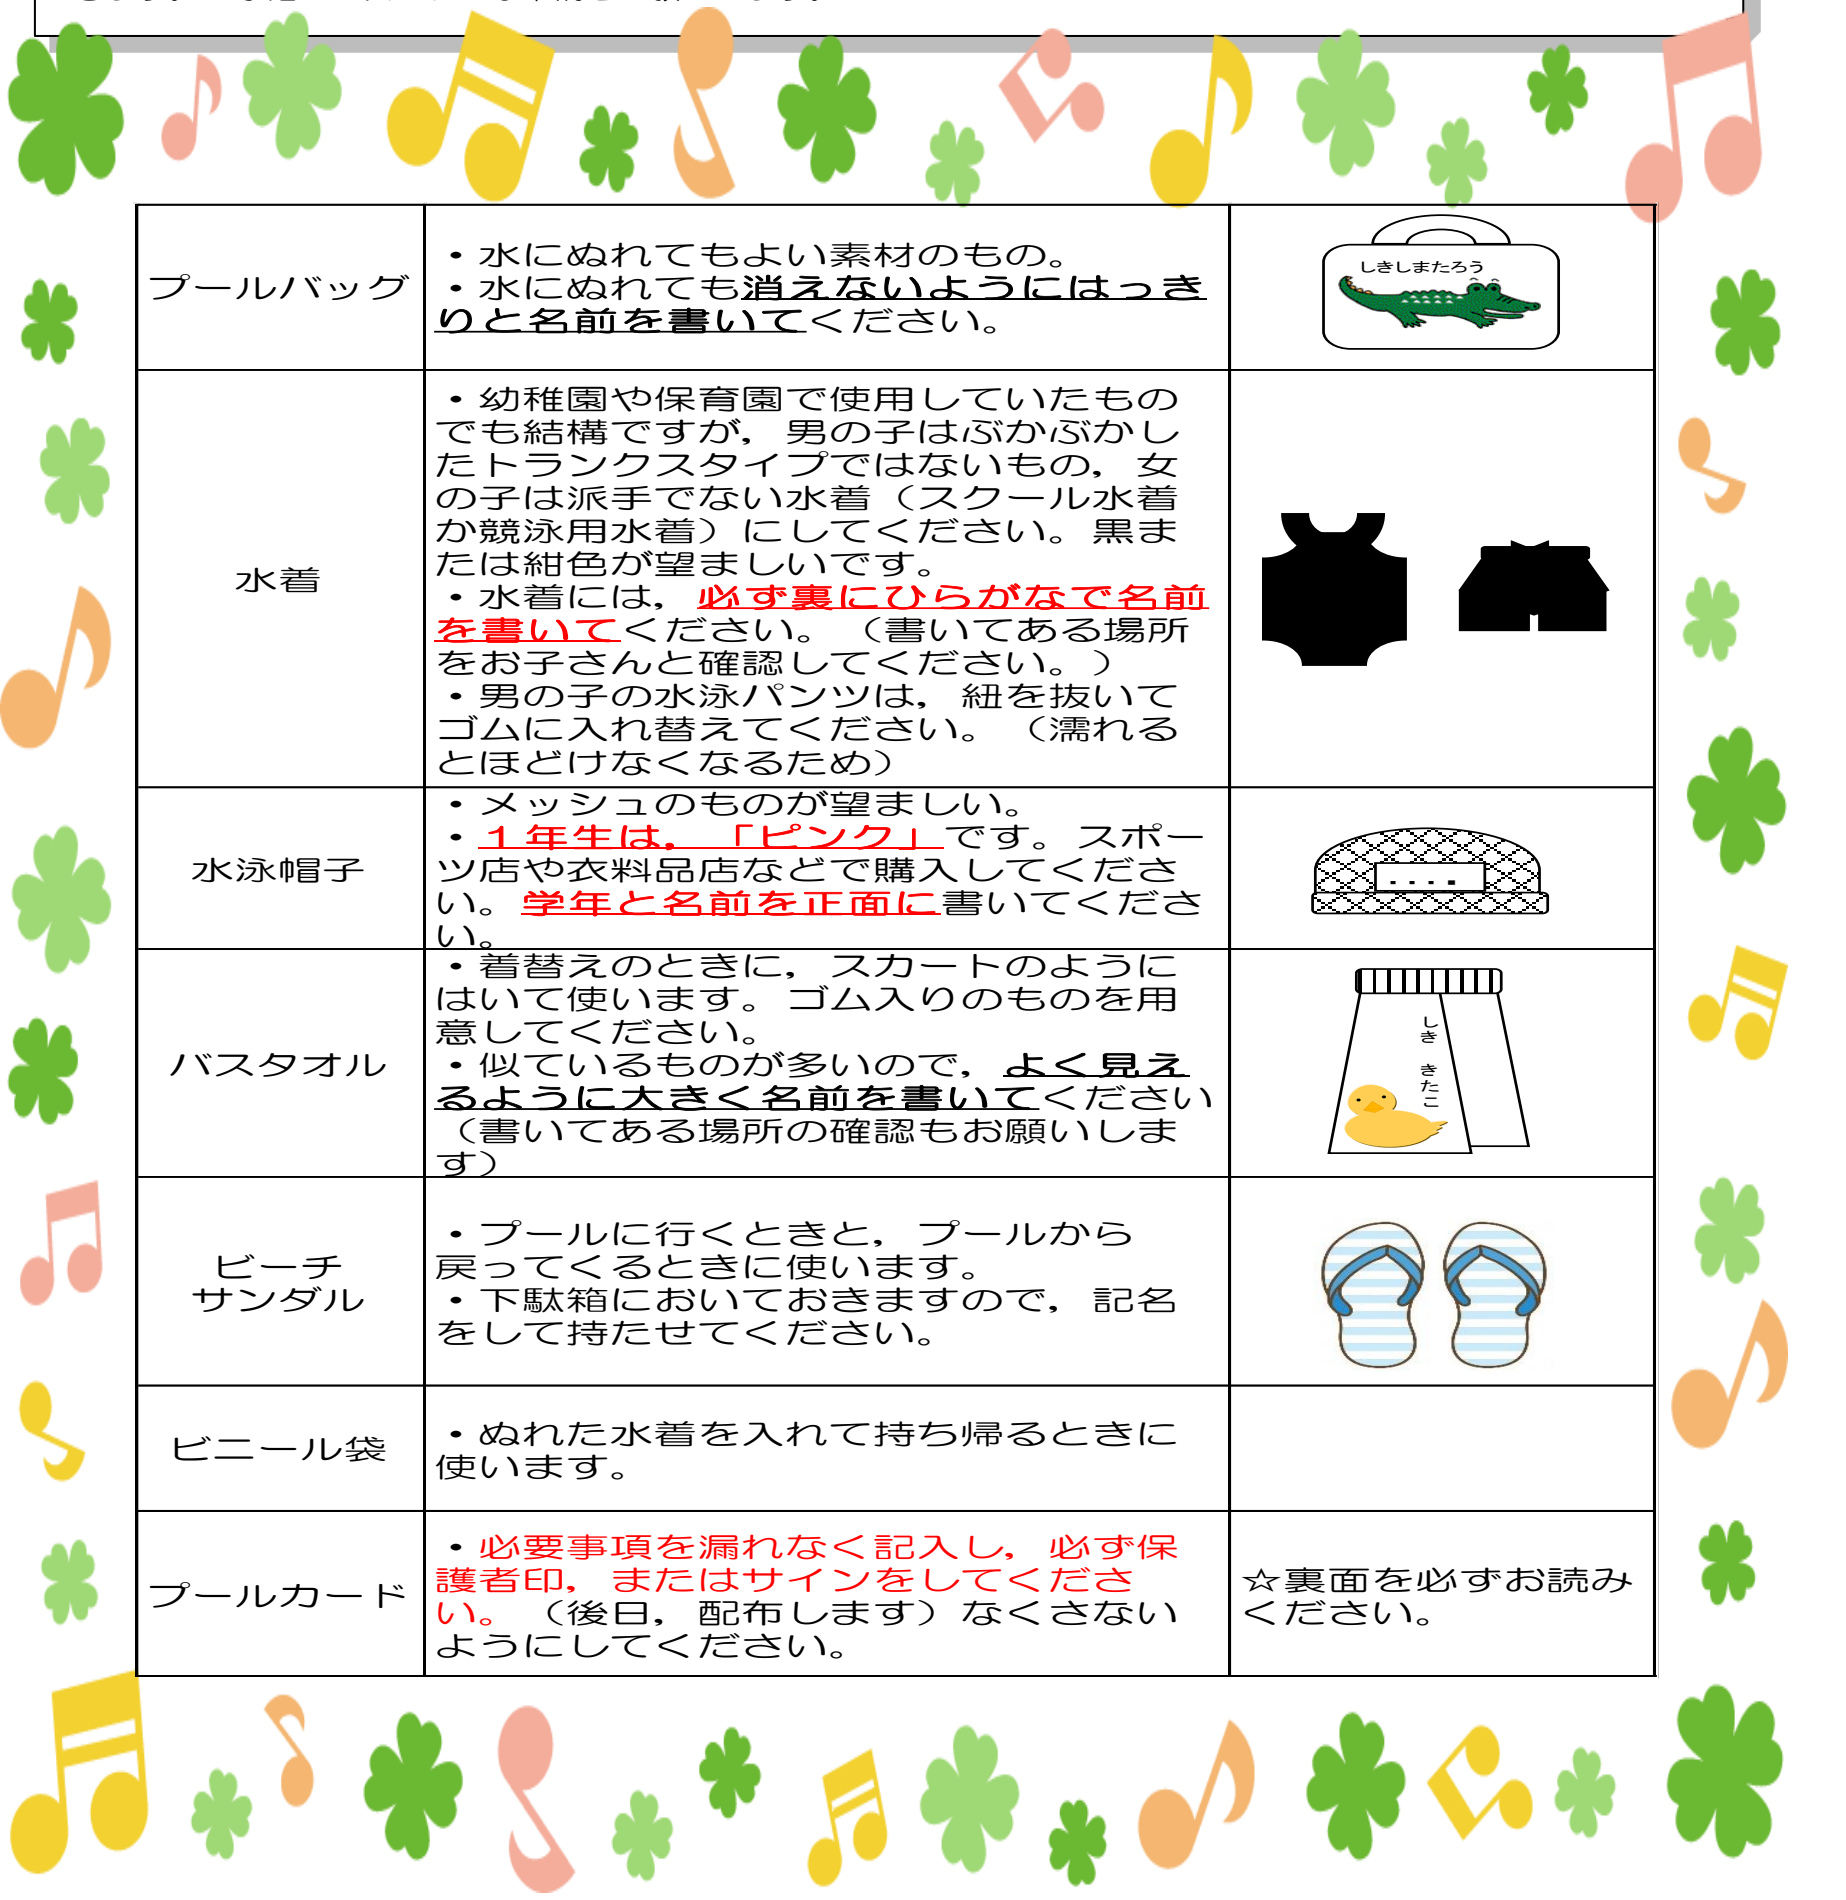 プールバッグ
・水にぬれてもよい素材のもの。
・水にぬれても消えないようにはっき
りと名前を書いてください。
しきしまたろう
水着
・幼稚園や保育園で使用していたもの
でも結構ですが，男の子はぶかぶかし
たトランクスタイプではないもの，女
の子は派手でない水着（スクール水着
か競泳用水着）にしてください。黒ま
たは紺色が望ましいです。
・水着には，必ず裏にひらがなで名前
を書いてください。（書いてある場所
をお子さんと確認してください。）
・男の子の水泳パンツは，紐を抜いて
ゴムに入れ替えてください。（濡れる
とほどけなくなるため）
水泳帽子
・メッシュのものが望ましい。
・１年生は，「ピンク」です。スポー
ツ店や衣料品店などで購入してくださ
い。学年と名前を正面に書いてくださ
い。
バスタオル
・着替えのときに，スカートのように
はいて使います。ゴム入りのものを用
意してください。
・似ているものが多いので，よく見え
るように大きく名前を書いてください
（書いてある場所の確認もお願いしま
す）
しき きたこ
ビーチ
サンダル
・プールに行くときと，プールから
戻ってくるときに使います。
・下駄箱においておきますので，記名
をして持たせてください。
ビニール袋
・ぬれた水着を入れて持ち帰るときに
使います。
プールカード
・必要事項を漏れなく記入し，必ず保
護者印，またはサインをしてくださ
い。（後日，配布します）なくさない
ようにしてください。
☆裏面を必ずお読み
ください。